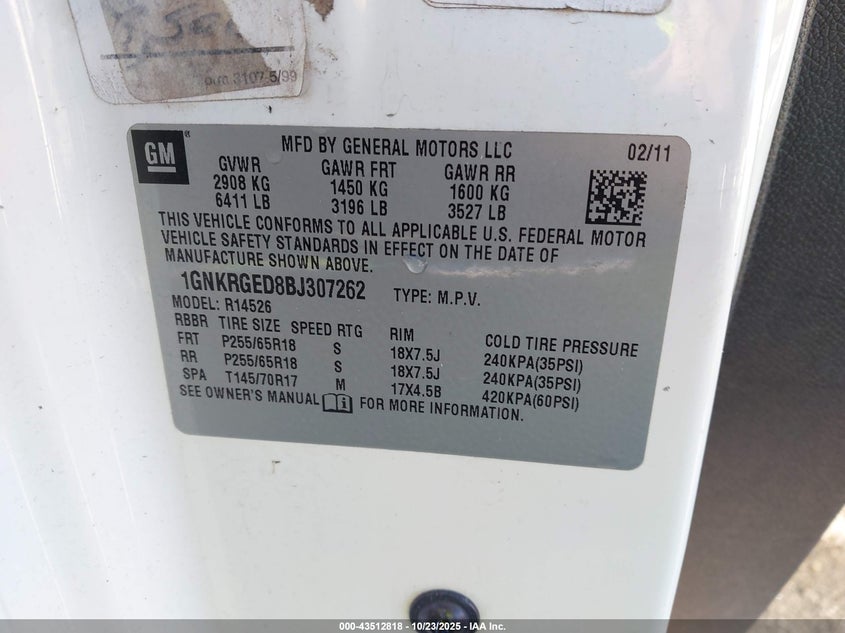 3107-5/99
GM
MFD BY GENERAL MOTORS LLC 02/11
GVWR GAWR FRT GAWR RR
2908 KG 1450 KG 1600 KG
6411 LB 3196 LB 3527 LB
THIS VEHICLE CONFORMS TO ALL APPLICABLE U.S. FEDERAL MOTOR
VEHICLE SAFETY STANDARDS IN EFFECT ON THE DATE OF
MANUFACTURE SHOWN ABOVE.
1GNKRGED8BJ307262 TYPE: M.P.V.
MODEL: R14526
RBBR TIRE SIZE SPEED RTG RIM COLD TIRE PRESSURE
FRT P255/65R18 S 18X7.5J 240KPA(35PSI)
RR P255/65R18 S 18X7.5J 240KPA(35PSI)
SPA T145/70R17 M 17X4.5B 420KPA(60PSI)
SEE OWNER'S MANUAL FOR MORE INFORMATION.
000-43512818 - 10/23/2025 - IAA Inc.